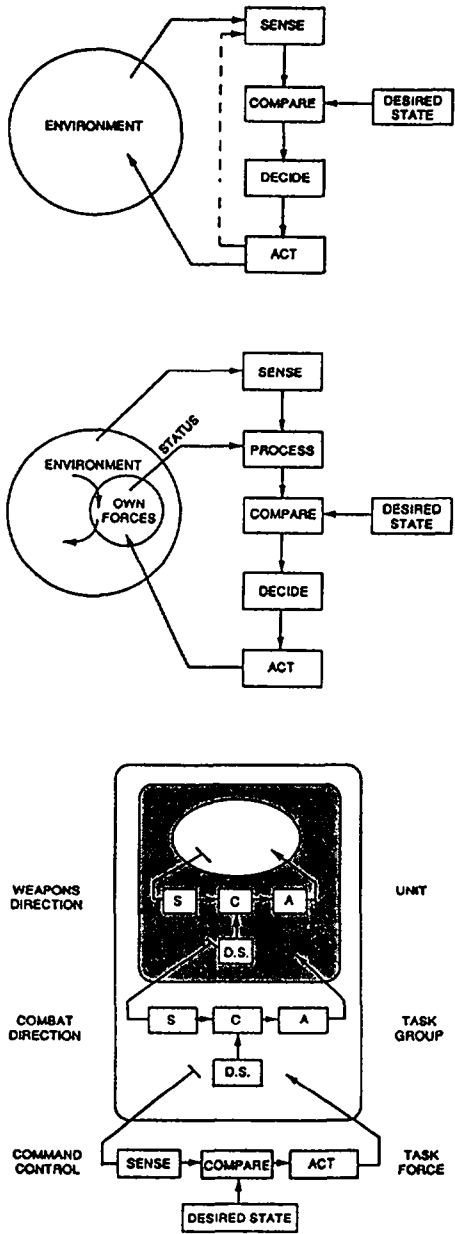 SENSE
ENVIRONMENT
COMPARE
DESIRED
STATE
DECIDE
ACT
SENSE
STATUS
ENVIRONMENT
PROCESS
OWN
FORCES
COMPARE
DESIRED
STATE
DECIDE
ACT
WEAPONS
DIRECTION
S
C
A
UNIT
D.S.
COMBAT
DIRECTION
S
C
A
TASK
GROUP
D.S.
COMMAND
CONTROL
SENSE
COMPARE
ACT
TASK
FORCE
DESIRED STATE